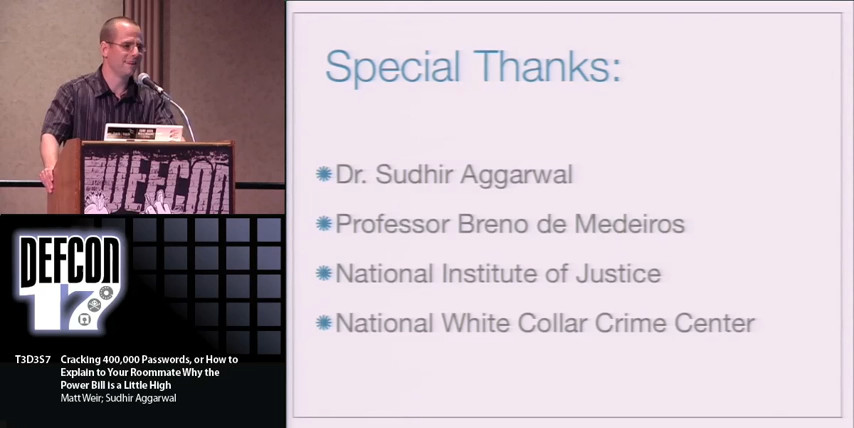 Special Thanks:
Dr. Sudhir Aggarwal
Professor Breno de Medeiros
National Institute of Justice
National White Collar Crime Center
DEFCON
DEFCON
17
T3D3S7 Cracking 400,000 Passwords, or How to
Explain to Your Roommate Why the
Power Bill is a Little High
Matt Weir; Sudhir Aggarwal